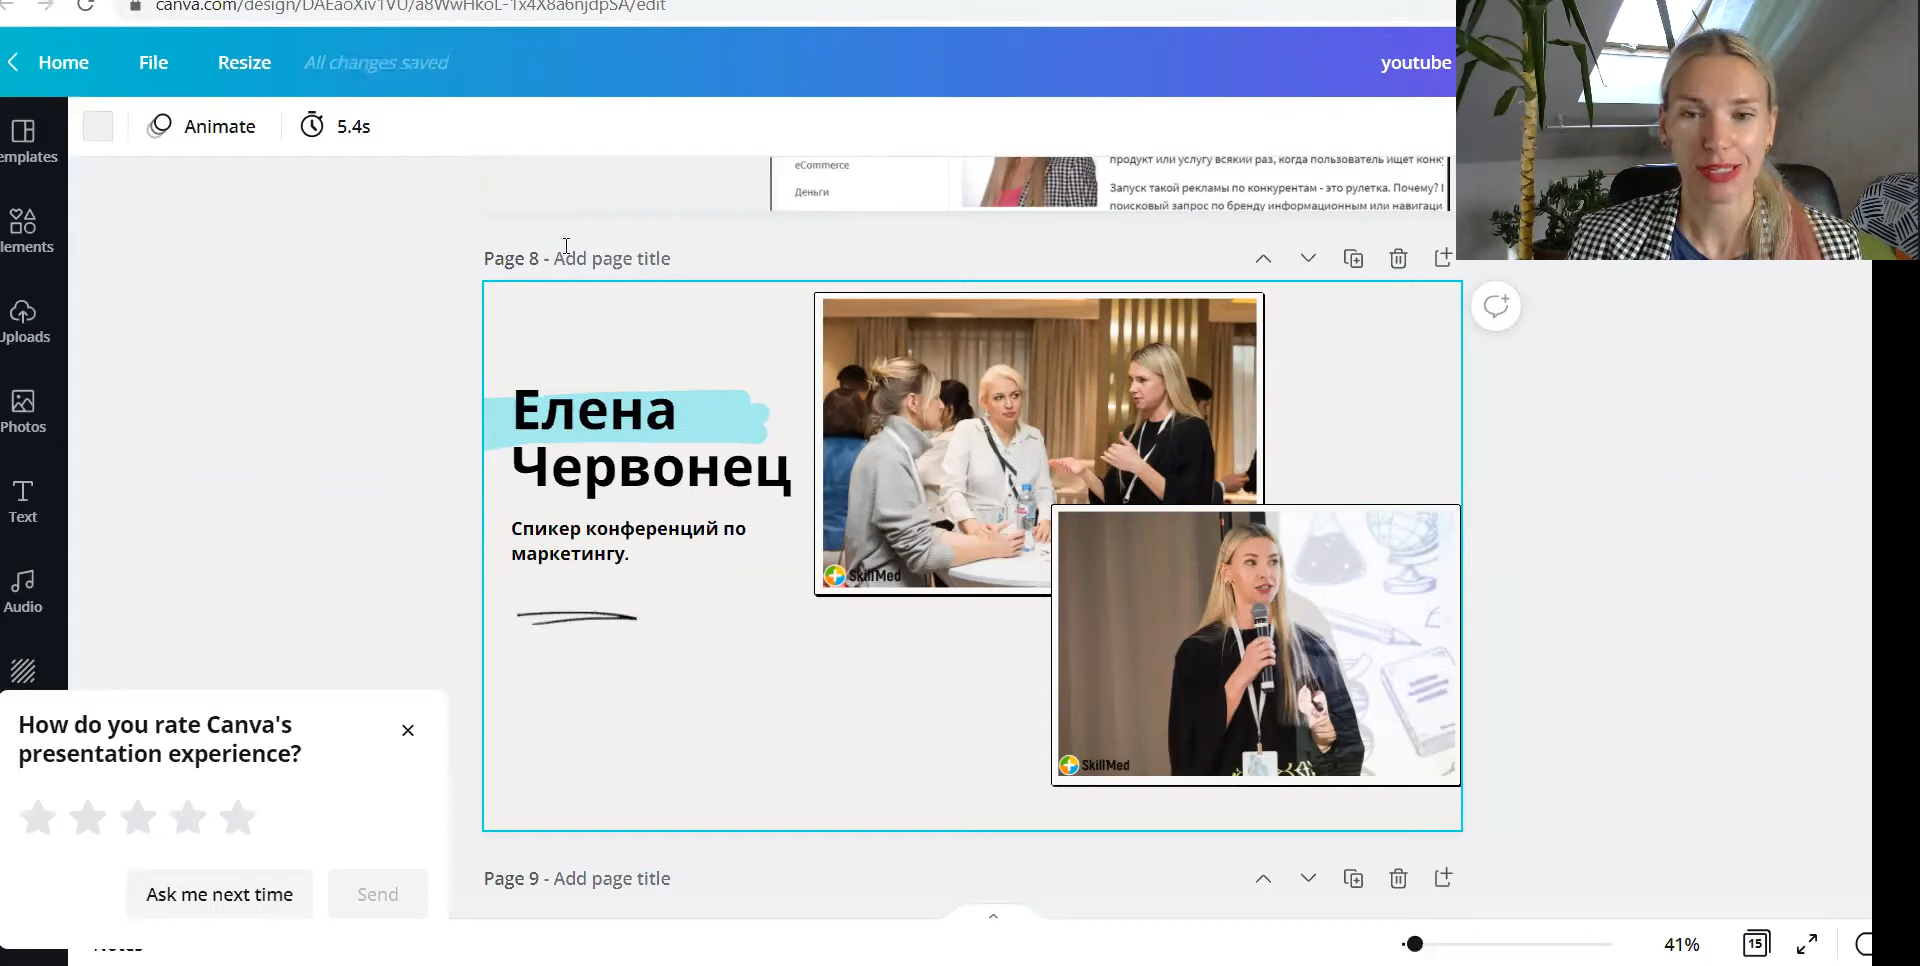 canva.com/design/DAEaoXiv1VU/a8WwHkoL-1x4X8a6njdpSA/edit
Home File Resize All changes saved youtube
Animate 5.4s
emplates
lements
Uploads
Photos
Text
Audio
eCommerce
Деньги
продукт или услугу всякий раз, когда пользователь ищет конк
Запуск такой рекламы по конкурентам - это рулетка. Почему?
поисковый запрос по бренду информационным или навигаци
Page 8 - Add page title
Елена
Червонец
Спикер конференций по
маркетингу.
SkillMed
SkillMed
Page 9 - Add page title
How do you rate Canva's
presentation experience?
Ask me next time Send
Notes
41% 15